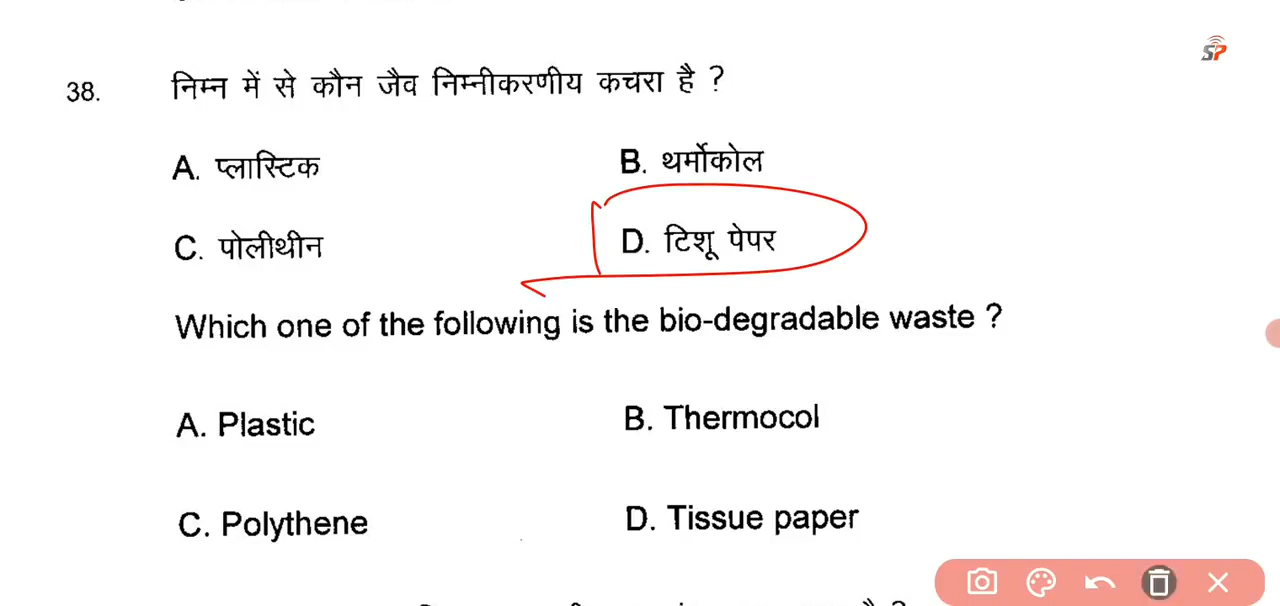 SP
38. निम्न में से कौन जैव निम्नीकरणीय कचरा है ?
A. प्लास्टिक B. थर्मोकोल
C. पोलीथीन D. टिशू पेपर
Which one of the following is the bio-degradable waste ?
A. Plastic B. Thermocol
C. Polythene D. Tissue paper